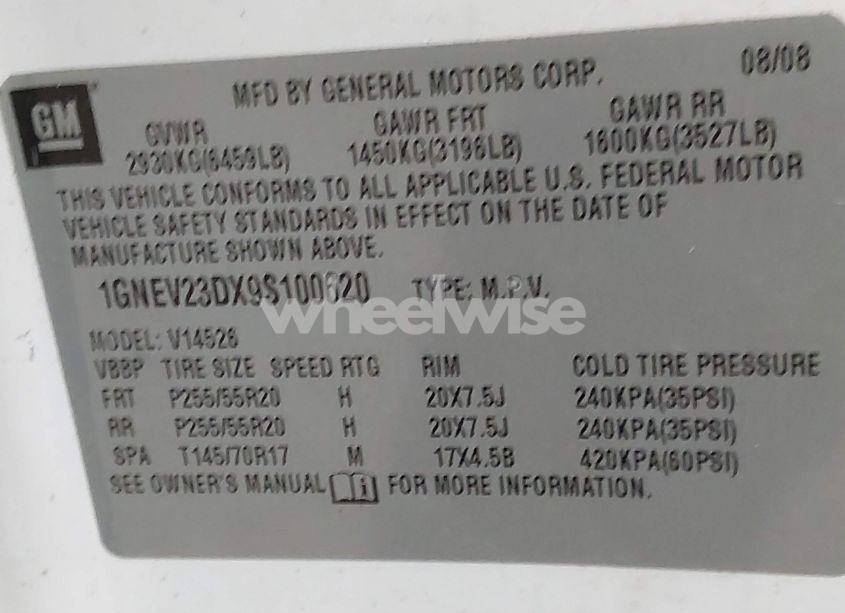 MFD BY GENERAL MOTORS CORP. 08/08
GM
GVWR GAWR FRT GAWR RR
2930KG(6459LB) 1450KG(3196LB) 1600KG(3527LB)
THIS VEHICLE CONFORMS TO ALL APPLICABLE U.S. FEDERAL MOTOR
VEHICLE SAFETY STANDARDS IN EFFECT ON THE DATE OF
MANUFACTURE SHOWN ABOVE.
1GNEV23DX9S100620 TYPE: M.P.V.
wheelwise
MODEL: V14526
VBBP TIRE SIZE SPEED RTG RIM COLD TIRE PRESSURE
FRT P255/55R20 H 20X7.5J 240KPA(35PSI)
RR P255/55R20 H 20X7.5J 240KPA(35PSI)
SPA T145/70R17 M 17X4.5B 420KPA(60PSI)
SEE OWNER'S MANUAL i FOR MORE INFORMATION.